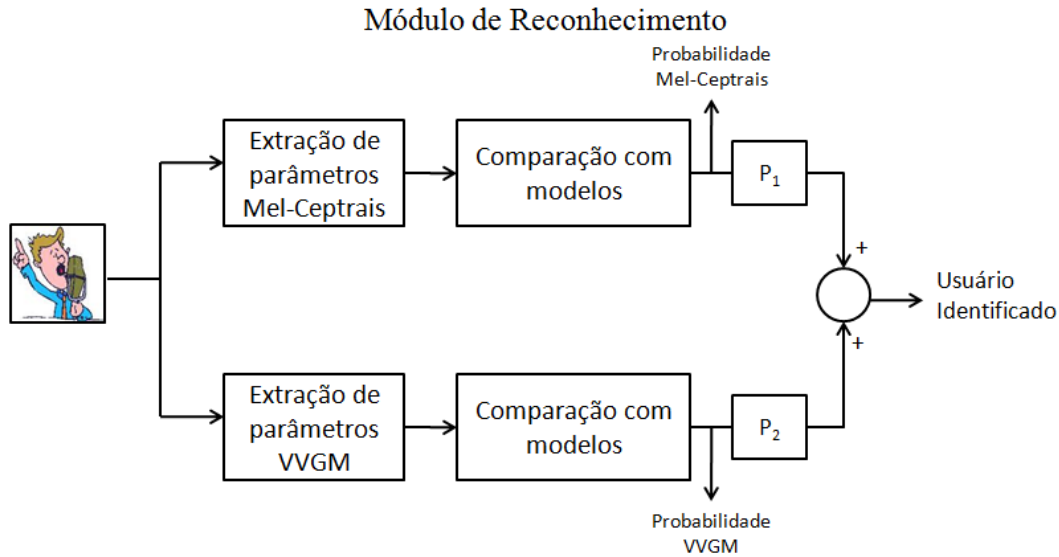 Módulo de Reconhecimento
Probabilidade
Mel-Ceptrais
Extração de
parâmetros
Mel-Ceptrais
Comparação com
modelos
P₁
+
Usuário
Identificado
+
Extração de
parâmetros
VVGM
Comparação com
modelos
P₂
Probabilidade
VVGM